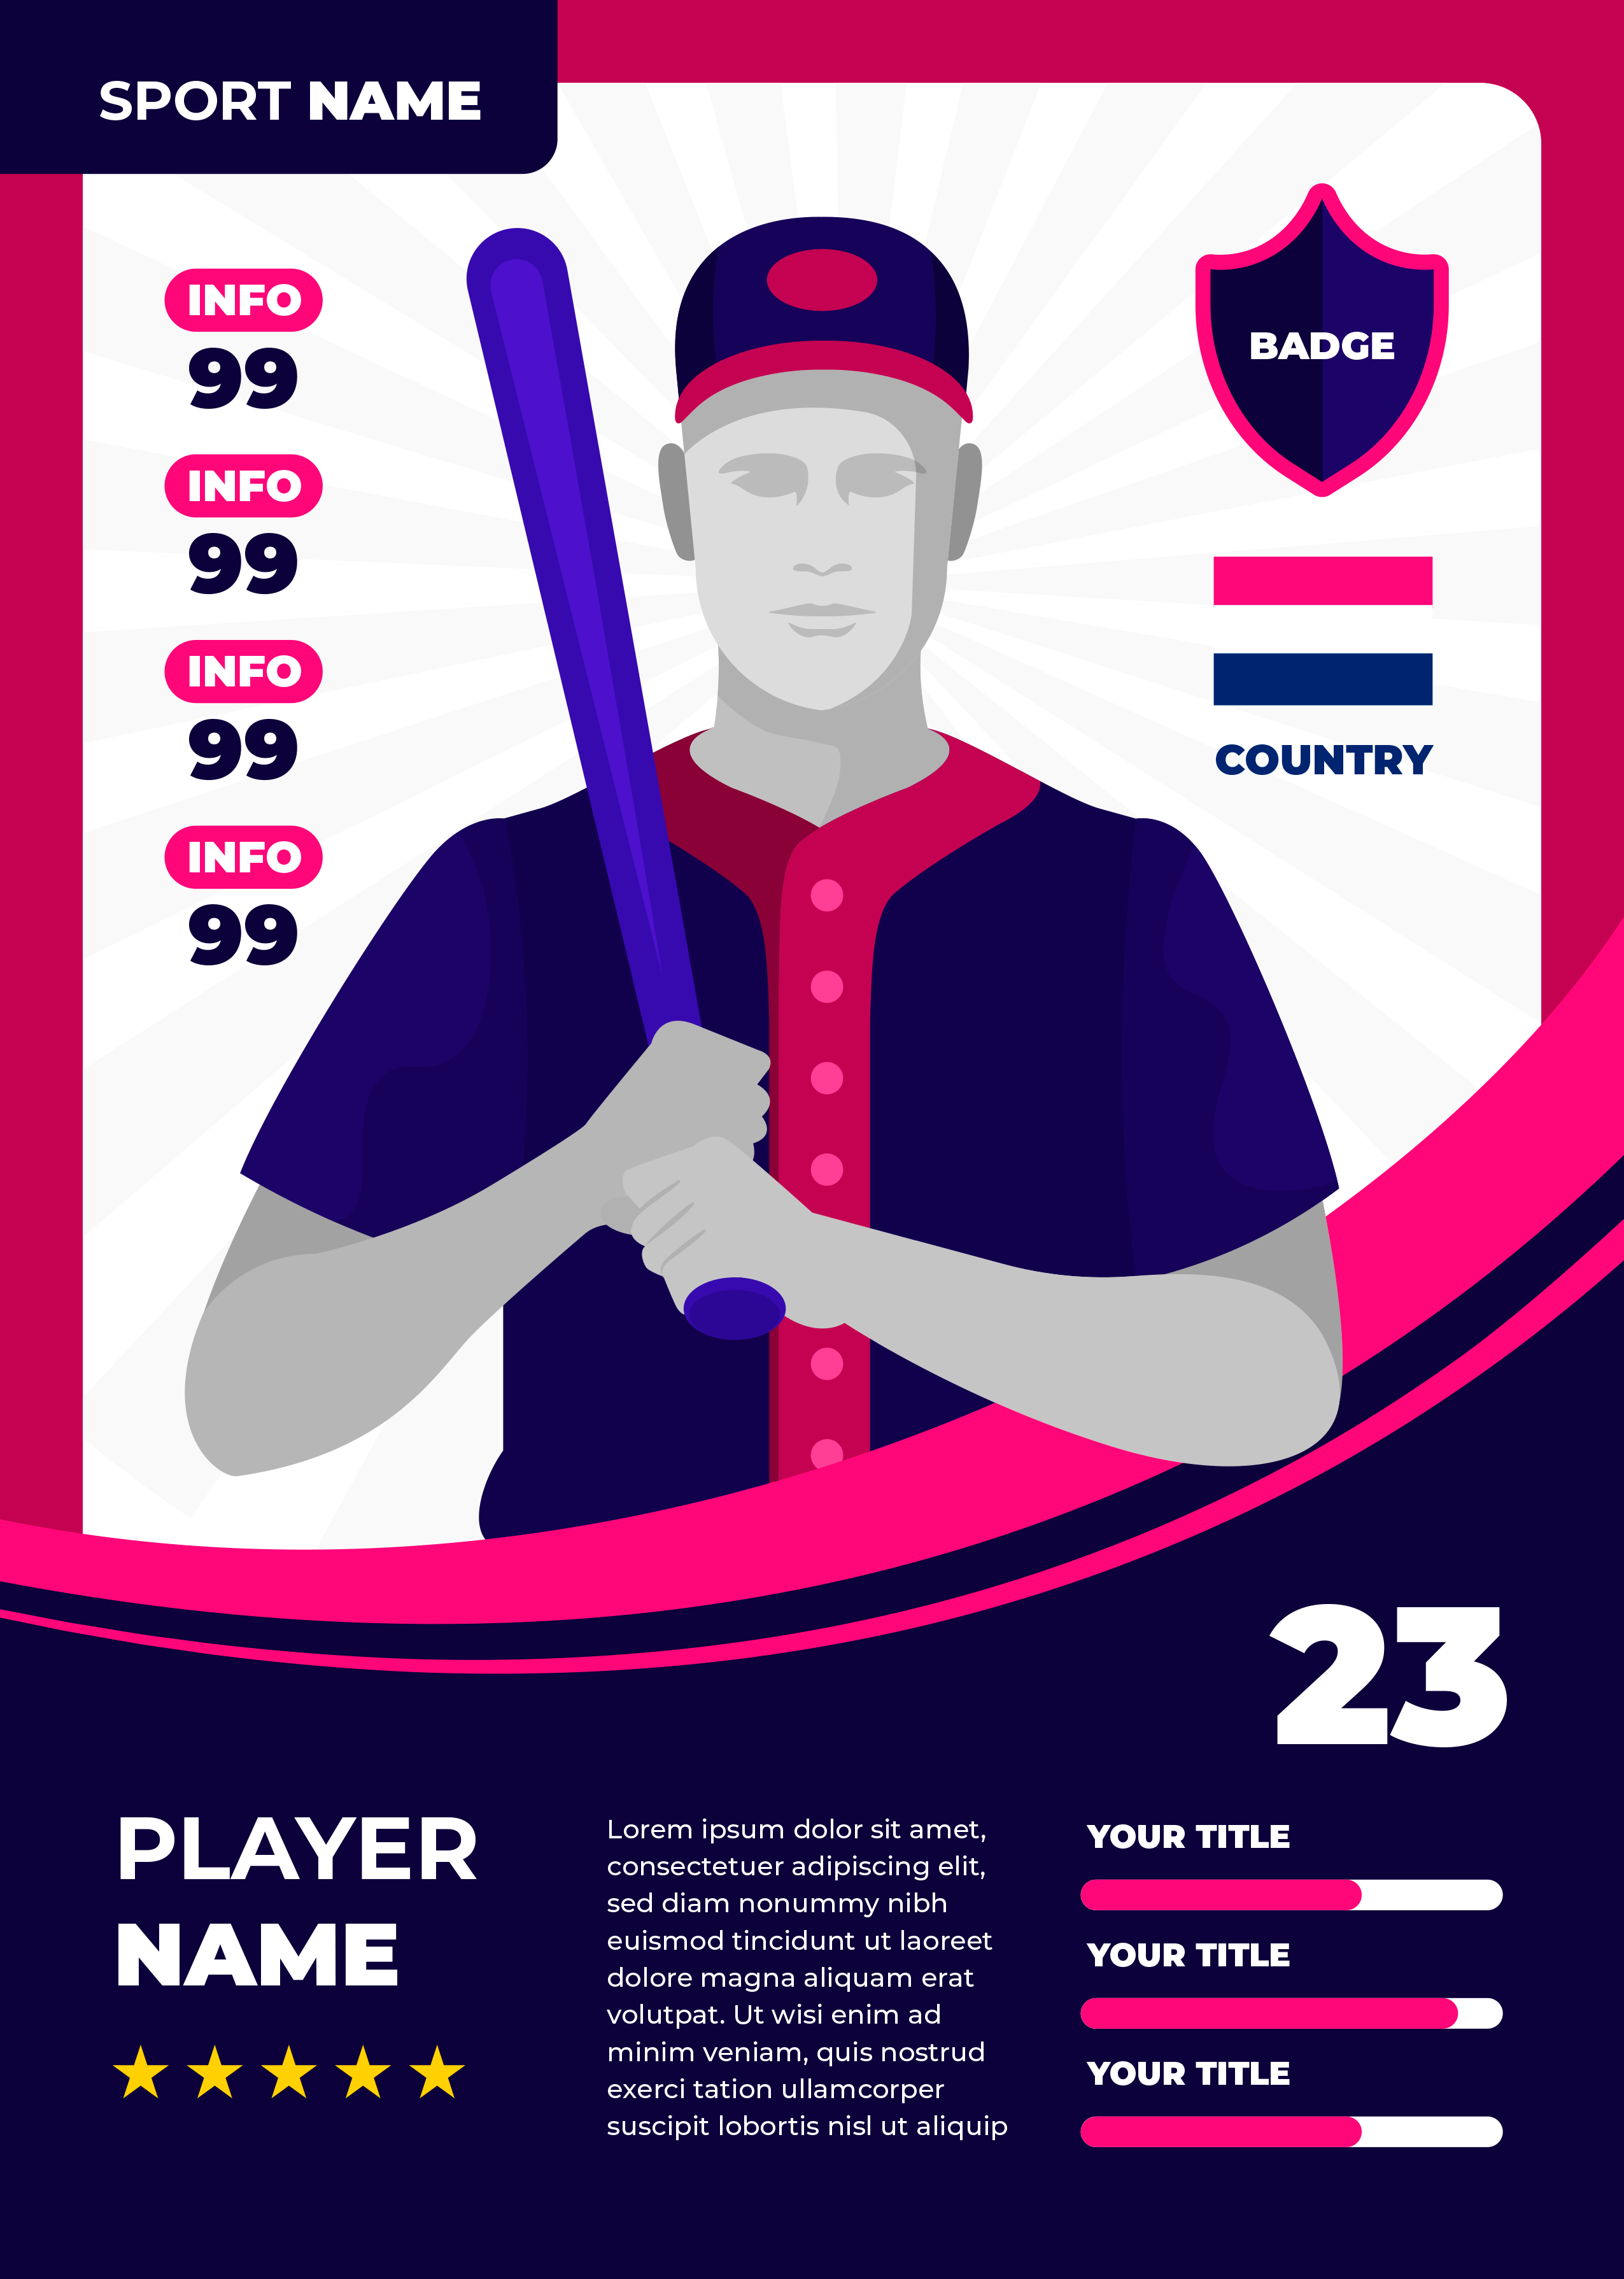 SPORT NAME
INFO
99
INFO
99
INFO
99
INFO
99
BADGE
COUNTRY
23
PLAYER
NAME
Lorem ipsum dolor sit amet,
consectetuer adipiscing elit,
sed diam nonummy nibh
euismod tincidunt ut laoreet
dolore magna aliquam erat
volutpat. Ut wisi enim ad
minim veniam, quis nostrud
exerci tation ullamcorper
suscipit lobortis nisl ut aliquip
YOUR TITLE
YOUR TITLE
YOUR TITLE